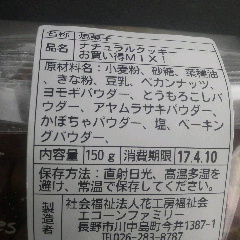 名称 焼菓子
品名 ナチュラルクッキー
お買い得MIX!
原材料名:小麦粉、砂糖、菜種油
、きな粉、豆乳、ペカンナッツ、
ヨモギパウダー、とうもろこしパ
ウダー、アヤムラサキパウダー、
かぼちゃパウダー、塩、ベーキン
グパウダー、
内容量 150g 消費期限 17.4.10
保存方法:直射日光、高温多湿を
避け、常温で保存してください。
製造者 社会福祉法人花工房福祉会
エコーンファミリー
長野市川中島町今井1387-1
TEL026-283-8787